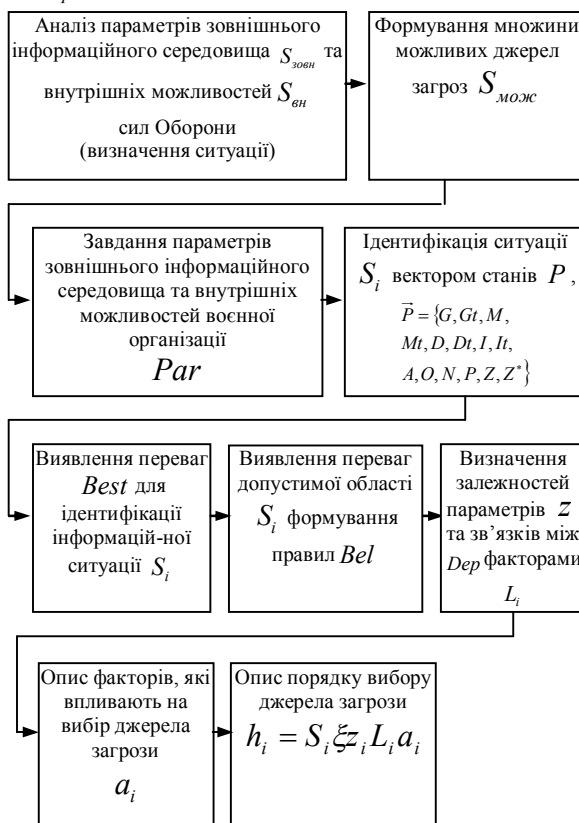 Аналіз параметрів зовнішнього
інформаційного середовища S_зовн та
внутрішніх можливостей S_вн
сил Оборони
(визначення ситуації)
Формування множини
можливих джерел
загроз S_мож
Завдання параметрів
зовнішнього інформаційного
середовища та внутрішніх
можливостей воєнної
організації
Par
Ідентифікація ситуації
S_i вектором станів P ,
P⃗ = {G, Gt, M,
Mt, D, Dt, I, It,
A, O, N, P, Z, Z*}
Виявлення переваг
Best для
ідентифікації
інформацій-ної
ситуації S_i
Виявлення переваг
допустимої області
S_i формування
правил Bel
Визначення
залежностей
параметрів z
та зв’язків між
Dep факторами
L_i
Опис факторів, які
впливають на
вибір джерела
загрози
a_i
Опис порядку вибору
джерела загрози
h_i = S_i ξ z_i L_i a_i